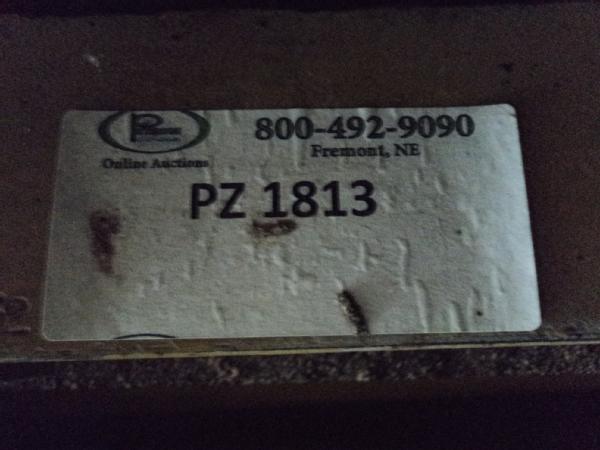 800-492-9090
Fremont, NE
Online Auctions
PZ 1813